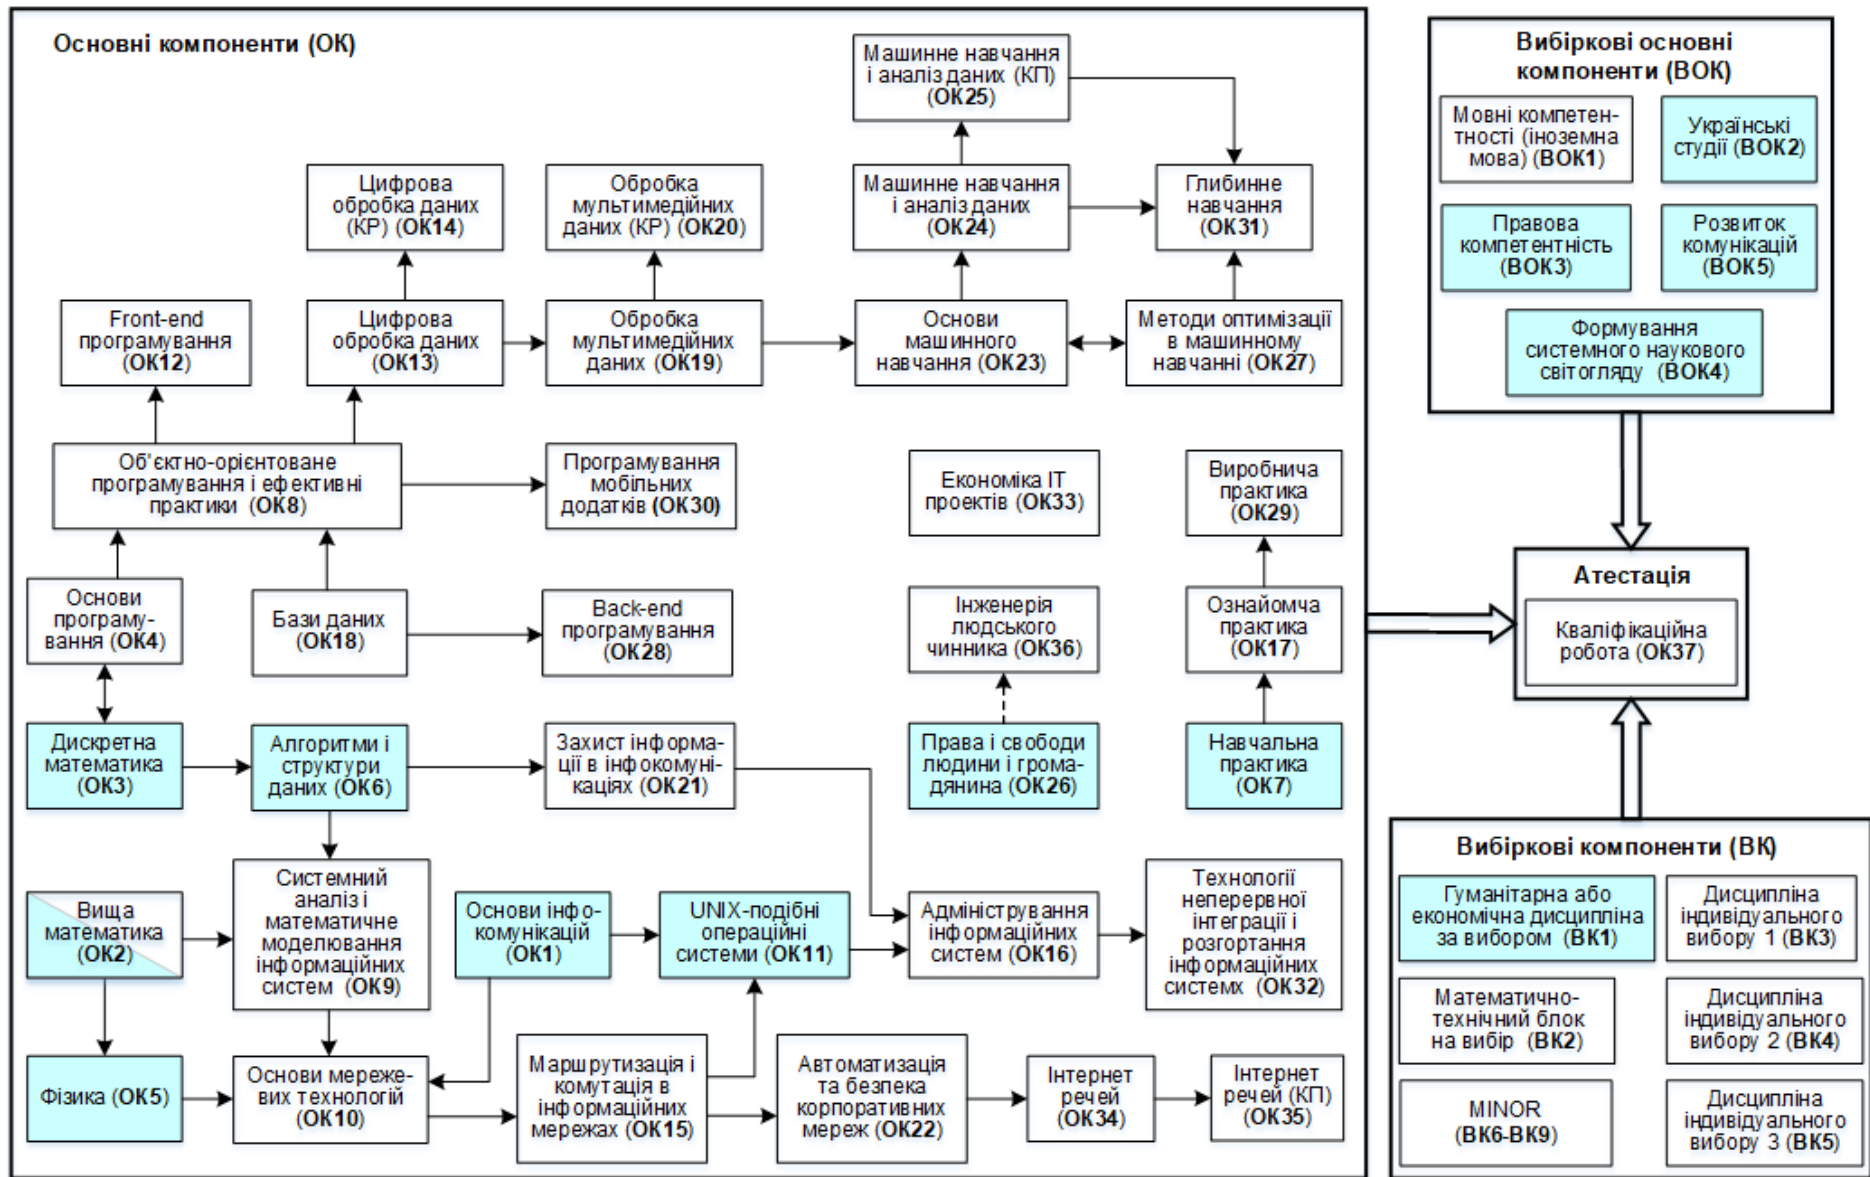 Основні компоненти (ОК)
Машинне навчання
і аналіз даних (КП)
(ОК25)
Цифрова
обробка даних
(КР) (ОК14)
Обробка
мультимедійних
даних (КР) (ОК20)
Машинне навчання
і аналіз даних
(ОК24)
Глибинне
навчання
(ОК31)
Front-end
програмування
(ОК12)
Цифрова
обробка даних
(ОК13)
Обробка
мультимедійних
даних (ОК19)
Основи
машинного
навчання (ОК23)
Методи оптимізації
в машинному
навчанні (ОК27)
Об'єктно-орієнтоване
програмування і ефективні
практики (ОК8)
Програмування
мобільних
додатків (ОК30)
Економіка ІТ
проектів (ОК33)
Виробнича
практика
(ОК29)
Основи
програму-
вання (ОК4)
Бази даних
(ОК18)
Back-end
програмування
(ОК28)
Інженерія
людського
чинника (ОК36)
Ознайомча
практика
(ОК17)
Дискретна
математика
(ОК3)
Алгоритми і
структури
даних (ОК6)
Захист інформа-
ції в інфокомуні-
каціях (ОК21)
Права і свободи
людини і грома-
дянина (ОК26)
Навчальна
практика
(ОК7)
Вища
математика
(ОК2)
Системний
аналіз і
математичне
моделювання
інформаційних
систем (ОК9)
Основи інфо-
комунікацій
(ОК1)
UNIX-подібні
операційні
системи (ОК11)
Адміністрування
інформаційних
систем (ОК16)
Технології
неперервної
інтеграції і
розгортання
інформаційних
системх (ОК32)
Фізика (ОК5)
Основи мереже-
вих технологій
(ОК10)
Маршрутизація і
комутація в
інформаційних
мережах (ОК15)
Автоматизація
та безпека
корпоративних
мереж (ОК22)
Інтернет
речей
(ОК34)
Інтернет
речей (КП)
(ОК35)
Вибіркові основні
компоненти (ВОК)
Мовні компетен-
тності (іноземна
мова) (ВОК1)
Українські
студії (ВОК2)
Правова
компетентність
(ВОК3)
Розвиток
комунікацій
(ВОК5)
Формування
системного наукового
світогляду (ВОК4)
Атестація
Кваліфікаційна
робота (ОК37)
Вибіркові компоненти (ВК)
Гуманітарна або
економічна дисципліна
за вибором (ВК1)
Дисципліна
індивідуального
вибору 1 (ВК3)
Математично-
технічний блок
на вибір (ВК2)
Дисципліна
індивідуального
вибору 2 (ВК4)
MINOR
(ВК6-ВК9)
Дисципліна
індивідуального
вибору 3 (ВК5)